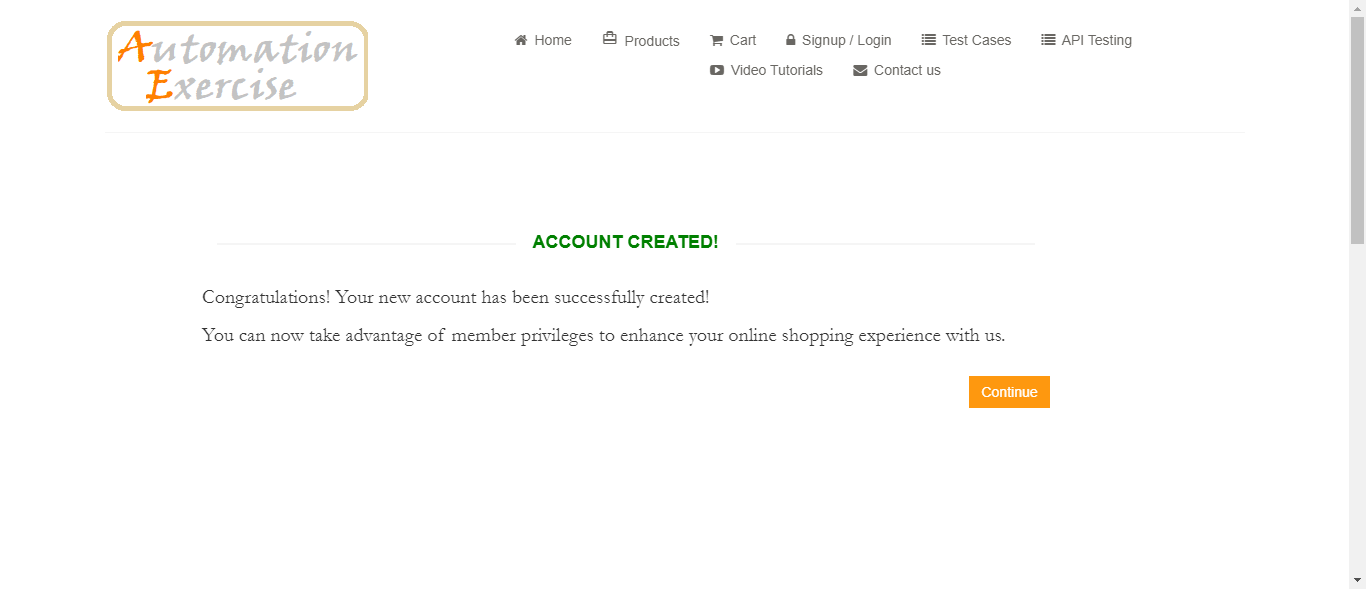 Automation
Exercise
Home Products Cart Signup / Login Test Cases API Testing
Video Tutorials Contact us
ACCOUNT CREATED!
Congratulations! Your new account has been successfully created!
You can now take advantage of member privileges to enhance your online shopping experience with us.
Continue